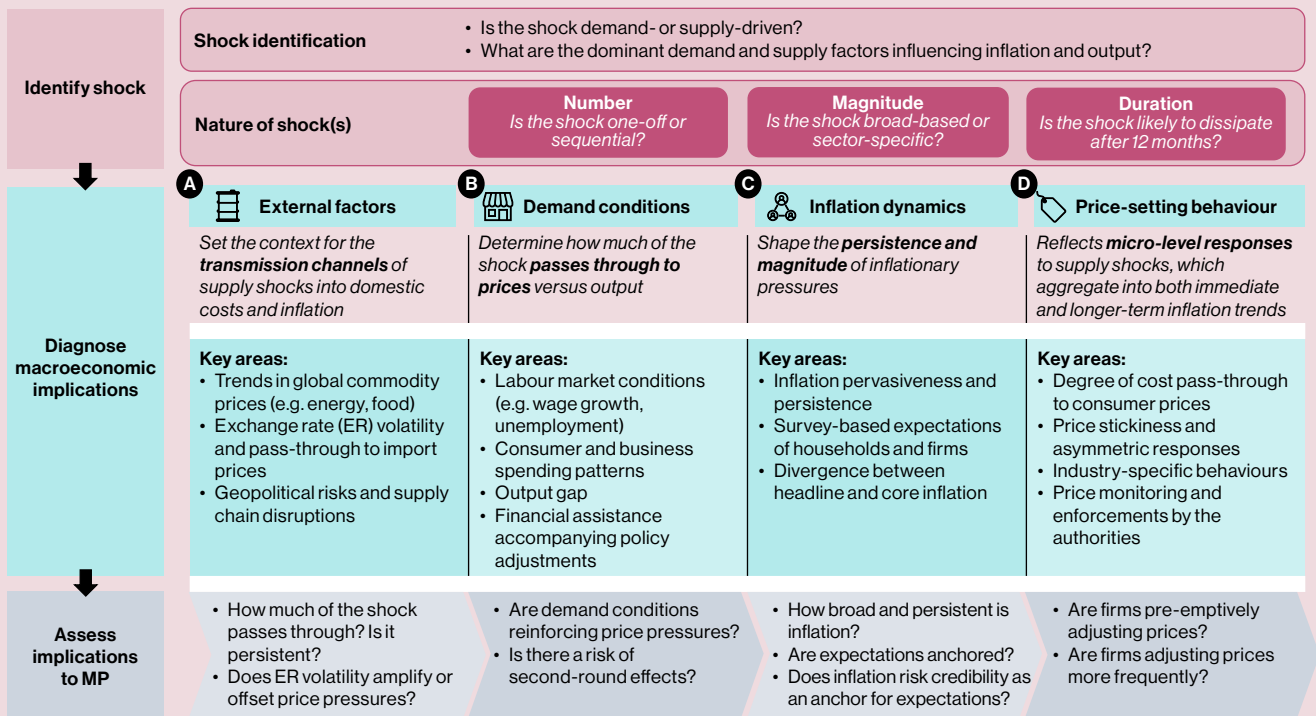 Identify shock
Shock identification
• Is the shock demand- or supply-driven?
• What are the dominant demand and supply factors influencing inflation and output?
Nature of shock(s)
Number
Is the shock one-off or
sequential?
Magnitude
Is the shock broad-based or
sector-specific?
Duration
Is the shock likely to dissipate
after 12 months?
Diagnose
macroeconomic
implications
A
External factors
Set the context for the
transmission channels of
supply shocks into domestic
costs and inflation
Key areas:
• Trends in global commodity
prices (e.g. energy, food)
• Exchange rate (ER) volatility
and pass-through to import
prices
• Geopolitical risks and supply
chain disruptions
B
Demand conditions
Determine how much of the
shock passes through to
prices versus output
Key areas:
• Labour market conditions
(e.g. wage growth,
unemployment)
• Consumer and business
spending patterns
• Output gap
• Financial assistance
accompanying policy
adjustments
C
Inflation dynamics
Shape the persistence and
magnitude of inflationary
pressures
Key areas:
• Inflation pervasiveness and
persistence
• Survey-based expectations
of households and firms
• Divergence between
headline and core inflation
D
Price-setting behaviour
Reflects micro-level responses
to supply shocks, which
aggregate into both immediate
and longer-term inflation trends
Key areas:
• Degree of cost pass-through
to consumer prices
• Price stickiness and
asymmetric responses
• Industry-specific behaviours
• Price monitoring and
enforcements by the
authorities
Assess
implications
to MP
• How much of the shock
passes through? Is it
persistent?
• Does ER volatility amplify or
offset price pressures?
• Are demand conditions
reinforcing price pressures?
• Is there a risk of
second-round effects?
• How broad and persistent is
inflation?
• Are expectations anchored?
• Does inflation risk credibility as
an anchor for expectations?
• Are firms pre-emptively
adjusting prices?
• Are firms adjusting prices
more frequently?